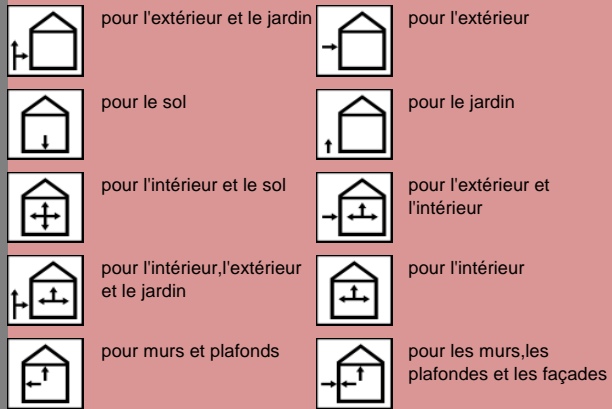 pour l'extérieur et le jardin
pour l'extérieur
pour le sol
pour le jardin
pour l'intérieur et le sol
pour l'extérieur et
l'intérieur
pour l'intérieur,l'extérieur
et le jardin
pour l'intérieur
pour murs et plafonds
pour les murs,les
plafondes et les façades